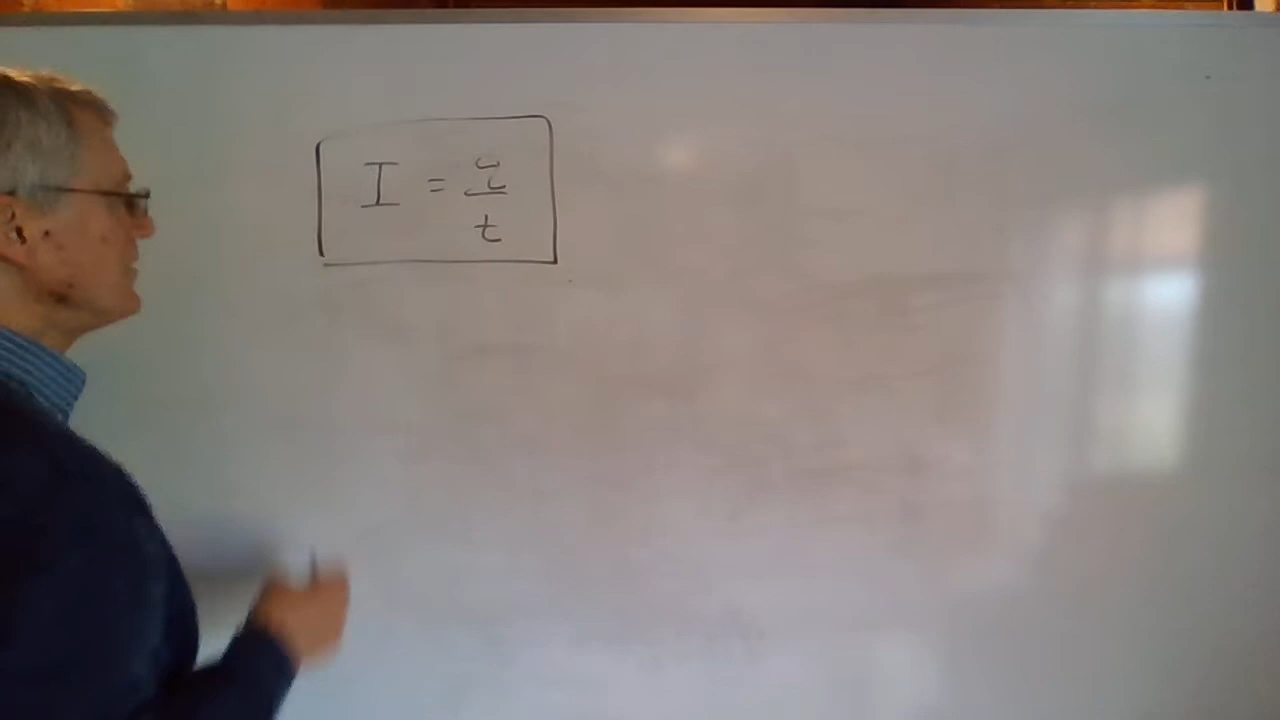 I =
t